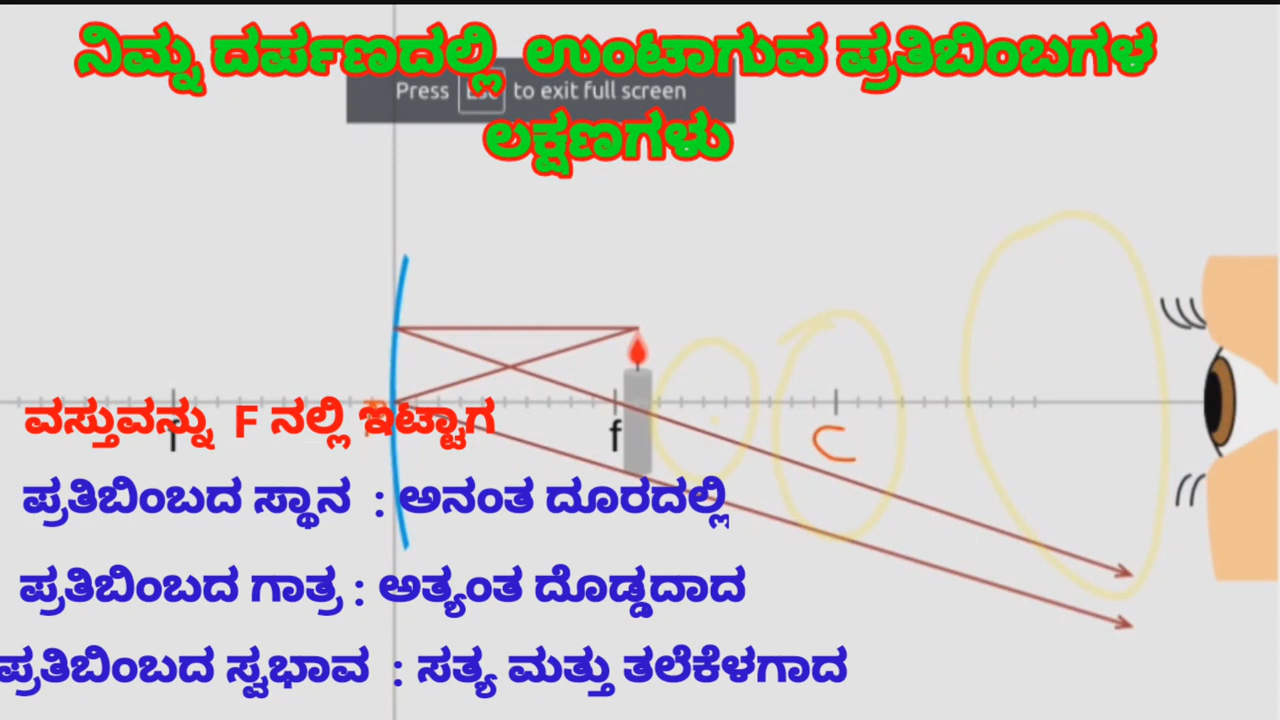 ನಿಮ್ನ ದರ್ಪಣದಲ್ಲಿ ಉಂಟಾಗುವ ಪ್ರತಿಬಿಂಬಗಳ
Press Esc to exit full screen
ಲಕ್ಷಣಗಳು
ವಸ್ತುವನ್ನು F ನಲ್ಲಿ ಇಟ್ಟಾಗ
f
f
C
ಪ್ರತಿಬಿಂಬದ ಸ್ಥಾನ : ಅನಂತ ದೂರದಲ್ಲಿ
ಪ್ರತಿಬಿಂಬದ ಗಾತ್ರ : ಅತ್ಯಂತ ದೊಡ್ಡದಾದ
ಪ್ರತಿಬಿಂಬದ ಸ್ವಭಾವ : ಸತ್ಯ ಮತ್ತು ತಲೆಕೆಳಗಾದ